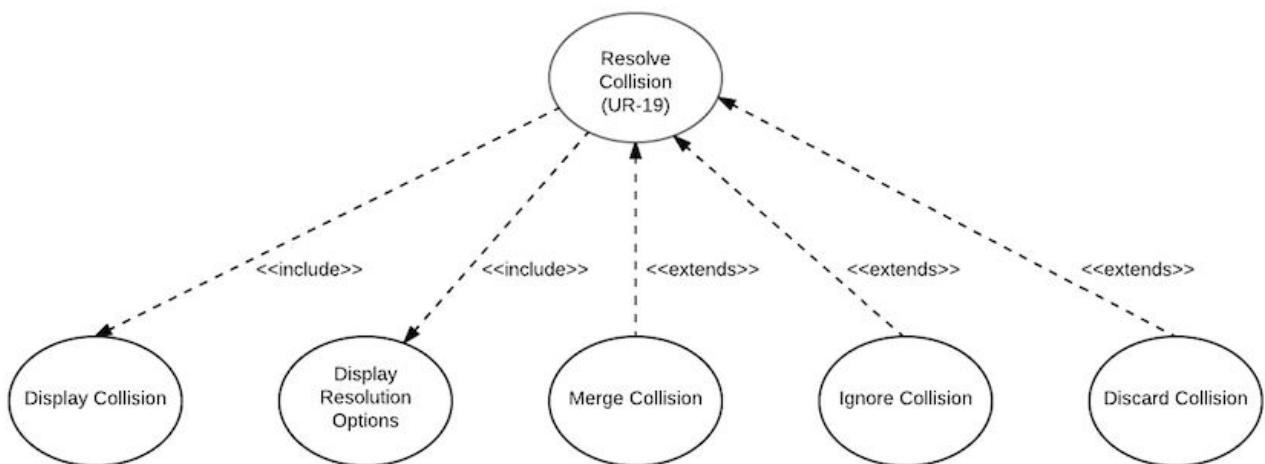 Resolve
Collision
(UR-19)
<<include>>
<<include>>
<<extends>>
<<extends>>
<<extends>>
Display Collision
Display
Resolution
Options
Merge Collision
Ignore Collision
Discard Collision